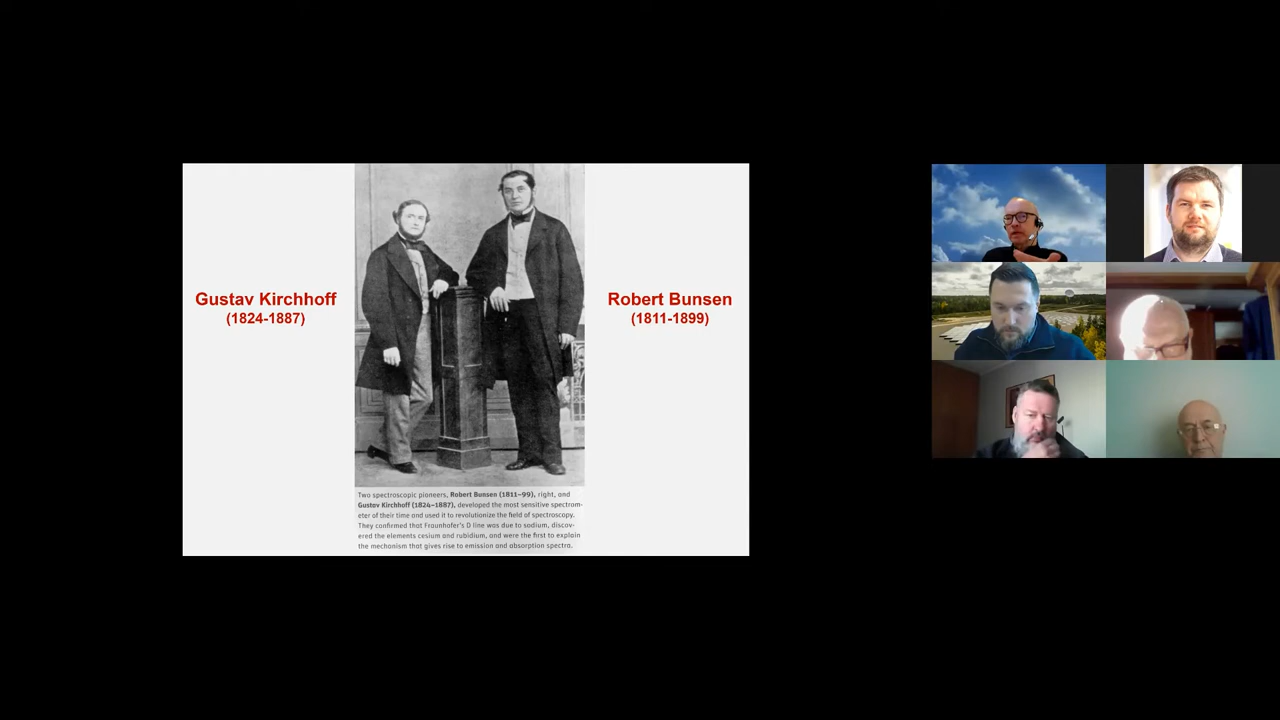 Gustav Kirchhoff
(1824-1887)
Robert Bunsen
(1811-1899)
Two spectroscopic pioneers, Robert Bunsen (1811–99), right, and
Gustav Kirchhoff (1824–1887), developed the most sensitive spectrom-
eter of their time and used it to revolutionize the field of spectroscopy.
They confirmed that Fraunhofer's D line was due to sodium, discov-
ered the elements cesium and rubidium, and were the first to explain
the mechanism that gives rise to emission and absorption spectra.